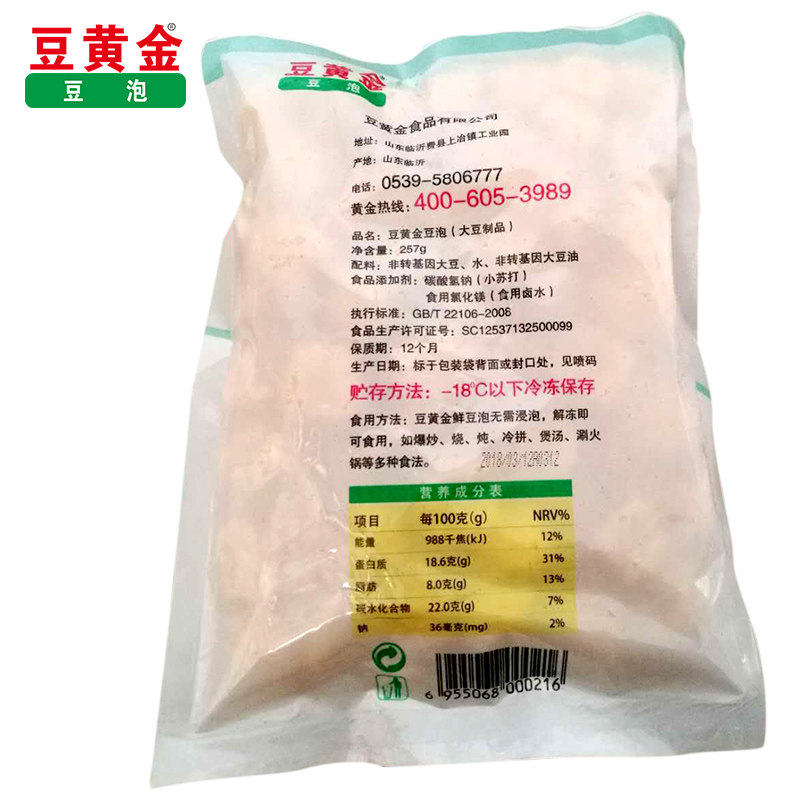 豆黄金®
豆 泡
豆黄金
豆 泡
豆黄金食品有限公司
地址：山东临沂费县上冶镇工业园
产地：山东临沂
电话：0539-5806777
黄金热线：400-605-3989
品名：豆黄金豆泡（大豆制品）
净含量：257g
配料：非转基因大豆、水、非转基因大豆油
食品添加剂：碳酸氢钠（小苏打）
食用氯化镁（食用卤水）
执行标准：GB/T 22106-2008
食品生产许可证号：SC12537132500099
保质期：12个月
生产日期：标于包装袋背面或封口处，见喷码
贮存方法：-18℃以下冷冻保存
食用方法：豆黄金鲜豆泡无需浸泡，解冻即
可食用，如爆炒、烧、炖、冷拼、煲汤、涮火
锅等多种食法。
2018/03/12A0312
营养成分表
项目 每100克(g) NRV%
能量 988千焦(kJ) 12%
蛋白质 18.6克(g) 31%
脂肪 8.0克(g) 13%
碳水化合物 22.0克(g) 7%
钠 36毫克(mg) 2%
6 955068 000216